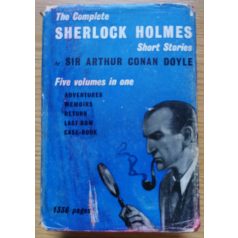 The Complete
SHERLOCK HOLMES
Short Stories
by SIR ARTHUR CONAN DOYLE
Five volumes in one
ADVENTURES
MEMOIRS
RETURN
LAST BOW
CASE-BOOK
1336 pages